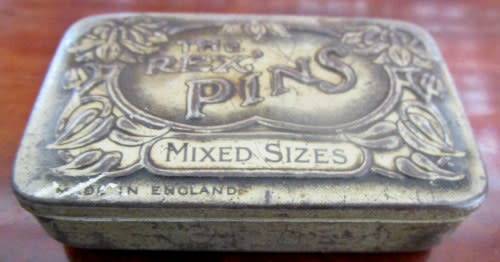 THE
"REX"
PINS
MIXED SIZES
MADE IN ENGLAND